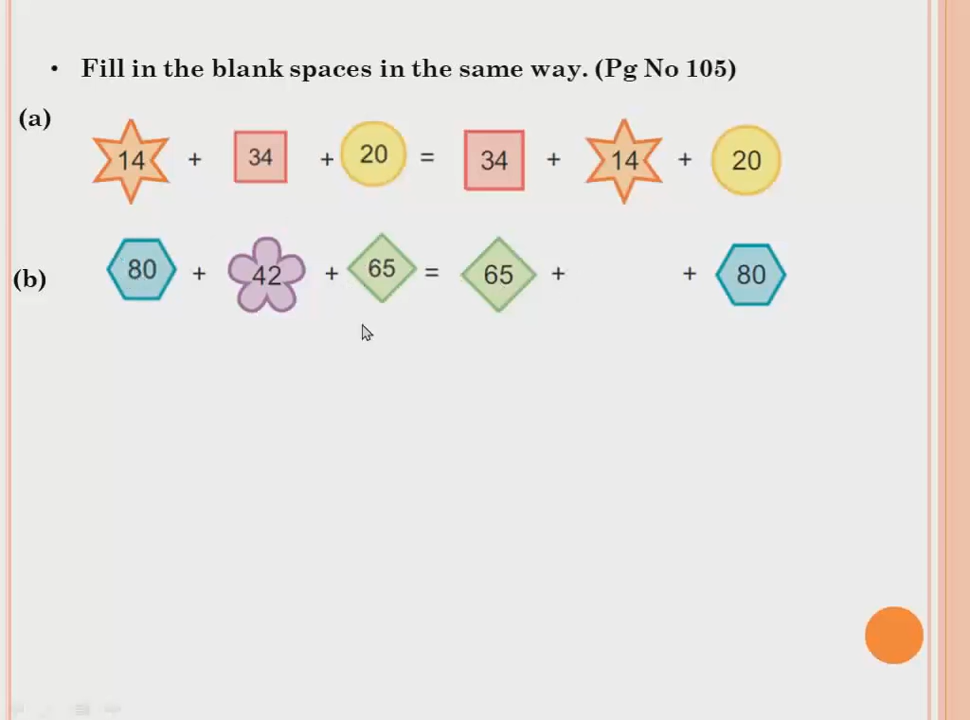 • Fill in the blank spaces in the same way. (Pg No 105)
(a)
14 + 34 + 20 = 34 + 14 + 20
(b) 80 + 42 + 65 = 65 + + 80